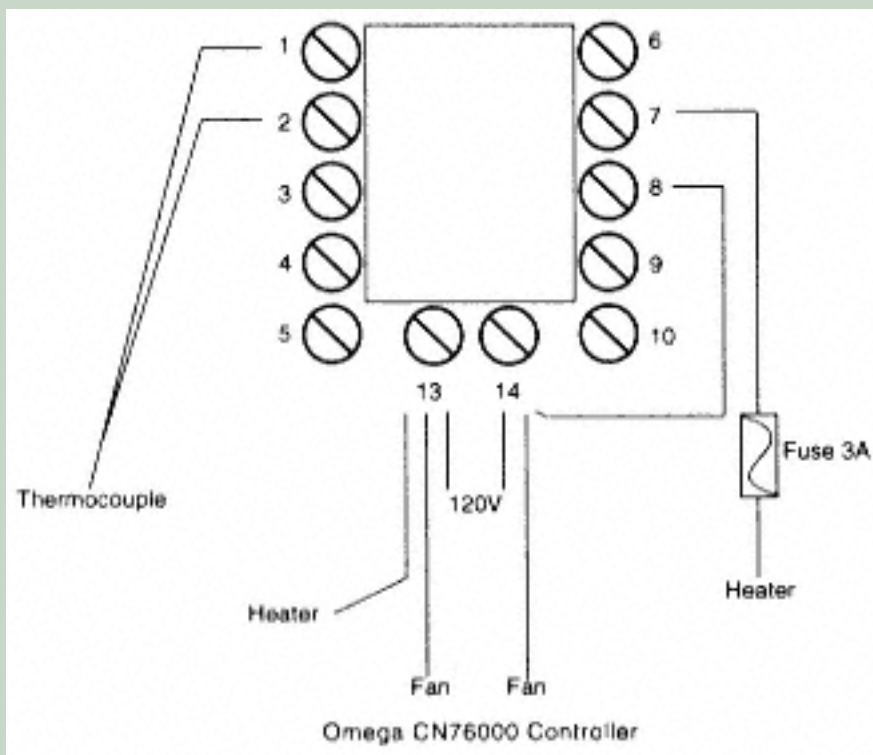 1
2
3
4
5
6
7
8
9
10
13
14
120V
Thermocouple
Fuse 3A
Heater
Heater
Fan
Fan
Omega CN76000 Controller